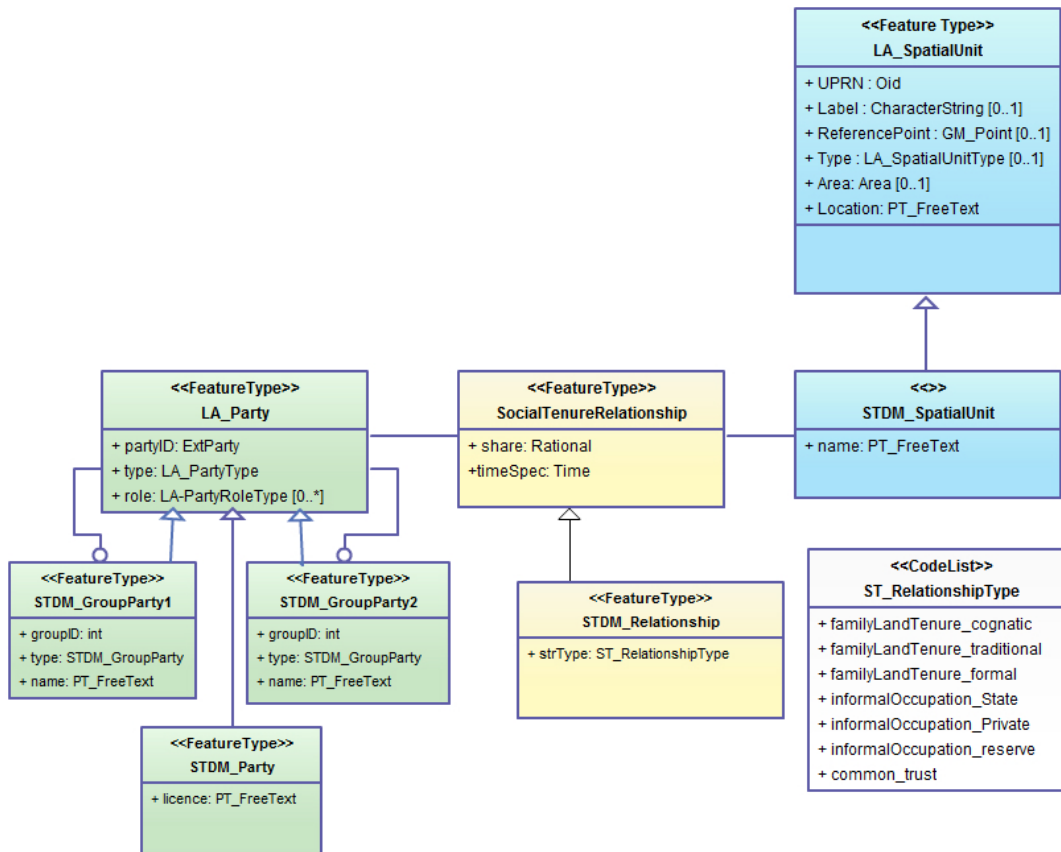 <<Feature Type>>
LA_SpatialUnit
+ UPRN : Oid
+ Label : CharacterString [0..1]
+ ReferencePoint : GM_Point [0..1]
+ Type : LA_SpatialUnitType [0..1]
+ Area: Area [0..1]
+ Location: PT_FreeText
<<FeatureType>>
LA_Party
+ partyID: ExtParty
+ type: LA_PartyType
+ role: LA-PartyRoleType [0..*]
<<FeatureType>>
SocialTenureRelationship
+ share: Rational
+timeSpec: Time
<<>>
STDM_SpatialUnit
+ name: PT_FreeText
<<FeatureType>>
STDM_GroupParty1
+ groupID: int
+ type: STDM_GroupParty
+ name: PT_FreeText
<<FeatureType>>
STDM_GroupParty2
+ groupID: int
+ type: STDM_GroupParty
+ name: PT_FreeText
<<FeatureType>>
STDM_Relationship
+ strType: ST_RelationshipType
<<CodeList>>
ST_RelationshipType
+ familyLandTenure_cognatic
+ familyLandTenure_traditional
+ familyLandTenure_formal
+ informalOccupation_State
+ informalOccupation_Private
+ informalOccupation_reserve
+ common_trust
<<FeatureType>>
STDM_Party
+ licence: PT_FreeText